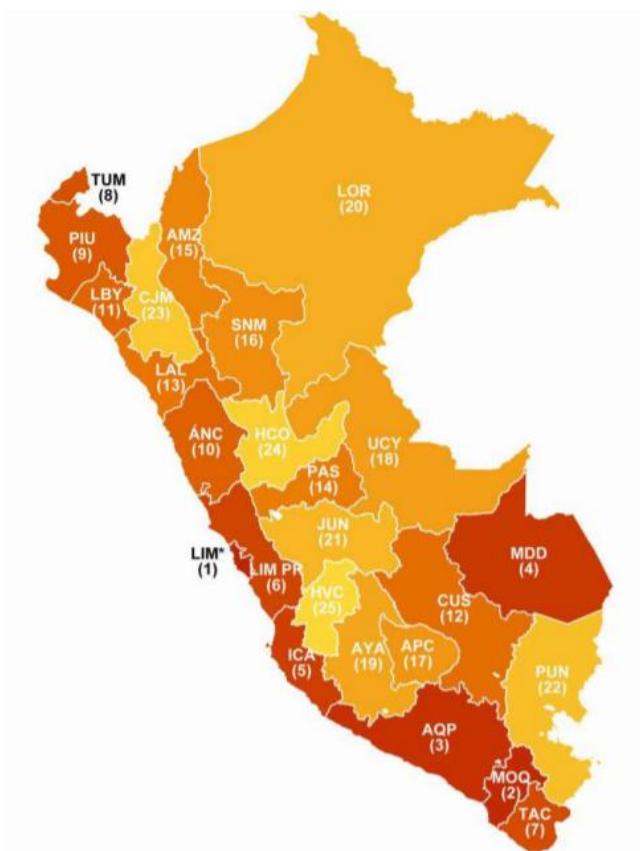 TUM
(8)
LOR
(20)
PIU
(9)
AMZ
(15)
LBY
(11)
CJM
(23)
SNM
(16)
LAL
(13)
ÁNC
(10)
HCO
(24)
UCY
(18)
PAS
(14)
JUN
(21)
LIM*
(1)
LIM PR
(6)
MDD
(4)
HVC
(25)
CUS
(12)
ICA
(5)
AYA
(19)
APC
(17)
PUN
(22)
AQP
(3)
MOQ
(2)
TAC
(7)